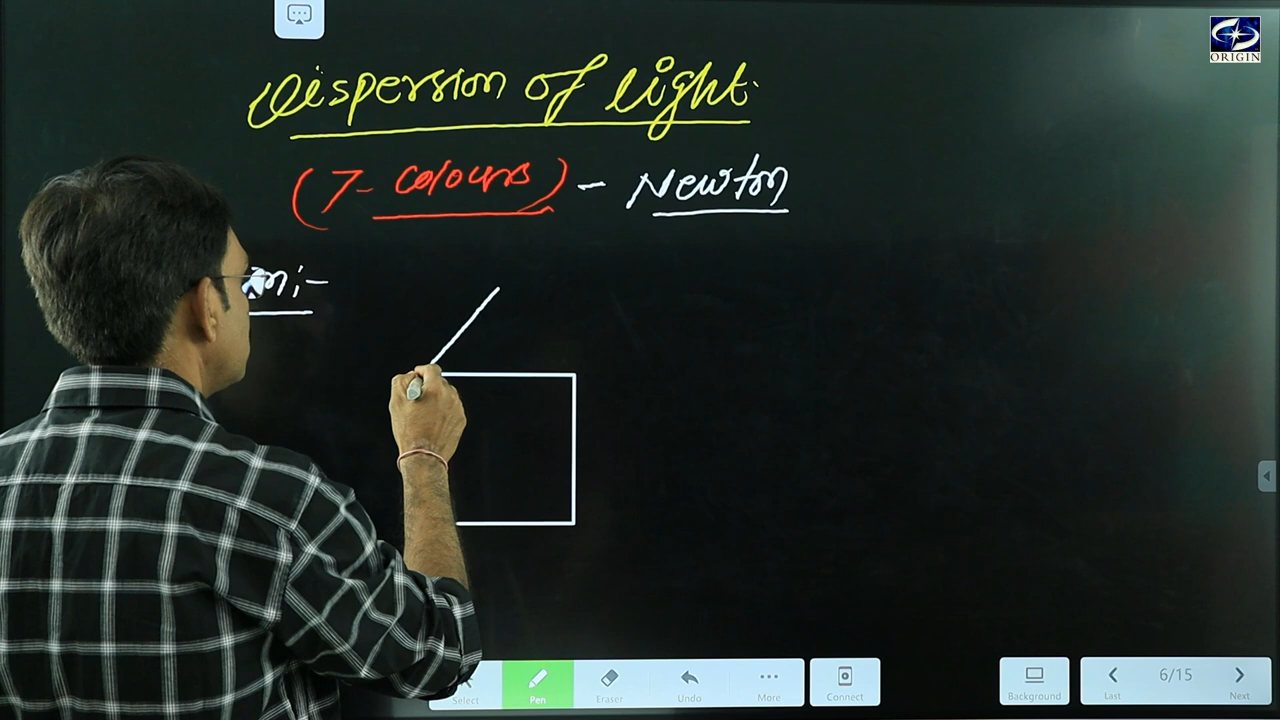 ORIGIN
Dispersion of light.
(7- colours) - Newton
Select Pen Eraser Undo More Connect Background Last 6/15 Next